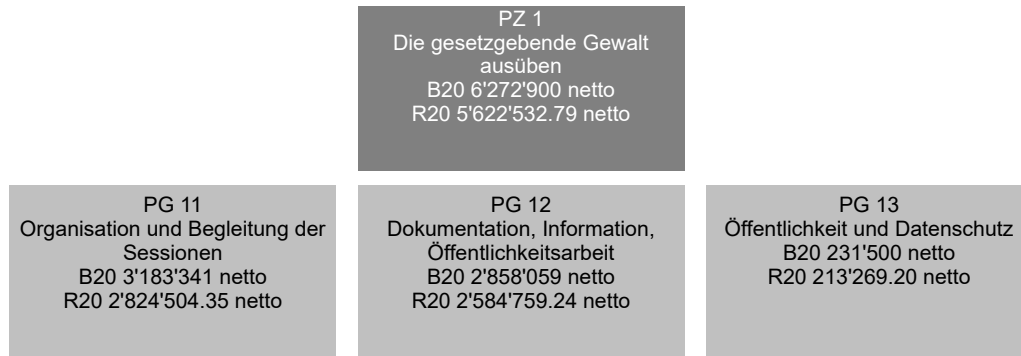 PZ 1
Die gesetzgebende Gewalt
ausüben
B20 6'272'900 netto
R20 5'622'532.79 netto
PG 11
Organisation und Begleitung der
Sessionen
B20 3'183'341 netto
R20 2'824'504.35 netto
PG 12
Dokumentation, Information,
Öffentlichkeitsarbeit
B20 2'858'059 netto
R20 2'584'759.24 netto
PG 13
Öffentlichkeit und Datenschutz
B20 231'500 netto
R20 213'269.20 netto